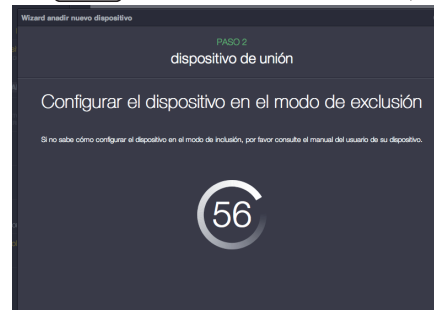 Wizard anadir nuevo dispositivo
PASO 2
dispositivo de unión
Configurar el dispositivo en el modo de exclusión
Si no sabe cómo configurar el dispositivo en el modo de inclusión, por favor consulte el manual del usuario de su dispositivo.
56